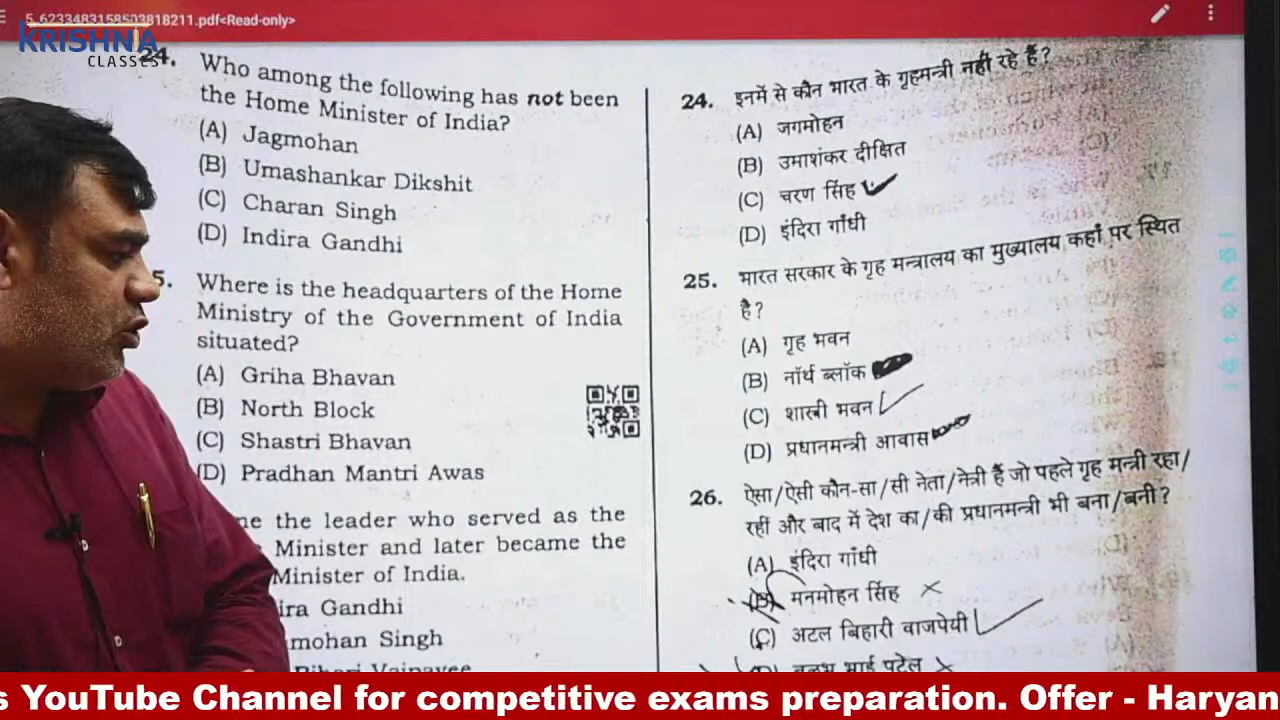 5_6233483158503818211.pdf<Read-only>
KRISHNA
CLASSES
24.
Who among the following has not been
the Home Minister of India?
(A) Jagmohan
(B) Umashankar Dikshit
(C) Charan Singh
(D) Indira Gandhi
5.
Where is the headquarters of the Home
Ministry of the Government of India
situated?
(A) Griha Bhavan
(B) North Block
(C) Shastri Bhavan
(D) Pradhan Mantri Awas
the leader who served as the
Minister and later became the
Minister of India.
Gandhi
Singh
24. इनमें से कौन भारत के गृहमन्त्री नहीं रहे हैं?
(A) जगमोहन
(B) उमाशंकर दीक्षित
(C) चरण सिंह
(D) इंदिरा गाँधी
25. भारत सरकार के गृह मन्त्रालय का मुख्यालय कहाँ पर स्थित
है?
(A) गृह भवन
(B) नॉर्थ ब्लॉक
(C) शास्त्री भवन
(D) प्रधानमन्त्री आवास
26. ऐसा/ऐसी कौन-सा/सी नेता/नेत्री हैं जो पहले गृह मन्त्री रहा/
रहीं और बाद में देश का/की प्रधानमन्त्री भी बना/बनी?
(A) इंदिरा गाँधी
(B) मनमोहन सिंह
(C) अटल बिहारी वाजपेयी
s YouTube Channel for competitive exams preparation. Offer - Haryan